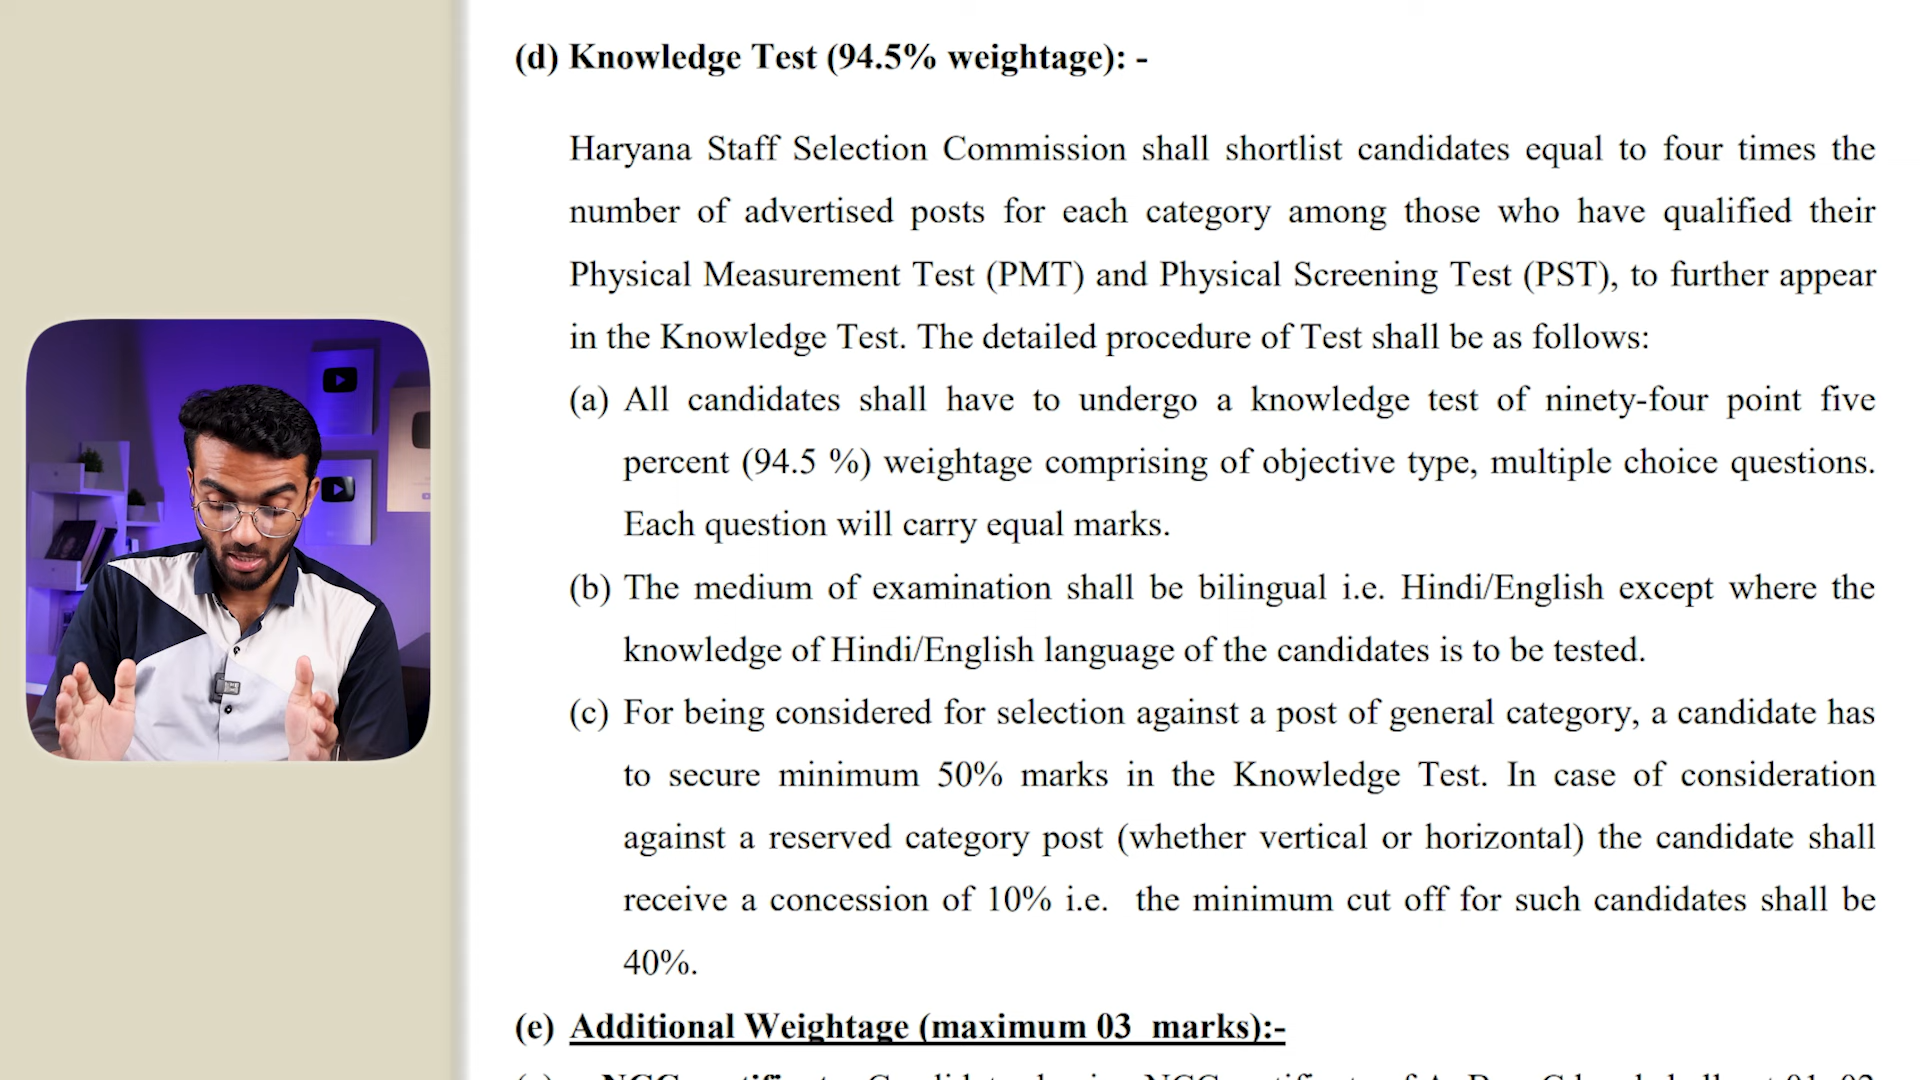 (d) Knowledge Test (94.5% weightage): -
Haryana Staff Selection Commission shall shortlist candidates equal to four times the
number of advertised posts for each category among those who have qualified their
Physical Measurement Test (PMT) and Physical Screening Test (PST), to further appear
in the Knowledge Test. The detailed procedure of Test shall be as follows:
(a) All candidates shall have to undergo a knowledge test of ninety-four point five
percent (94.5 %) weightage comprising of objective type, multiple choice questions.
Each question will carry equal marks.
(b) The medium of examination shall be bilingual i.e. Hindi/English except where the
knowledge of Hindi/English language of the candidates is to be tested.
(c) For being considered for selection against a post of general category, a candidate has
to secure minimum 50% marks in the Knowledge Test. In case of consideration
against a reserved category post (whether vertical or horizontal) the candidate shall
receive a concession of 10% i.e. the minimum cut off for such candidates shall be
40%.
(e) Additional Weightage (maximum 03 marks):-